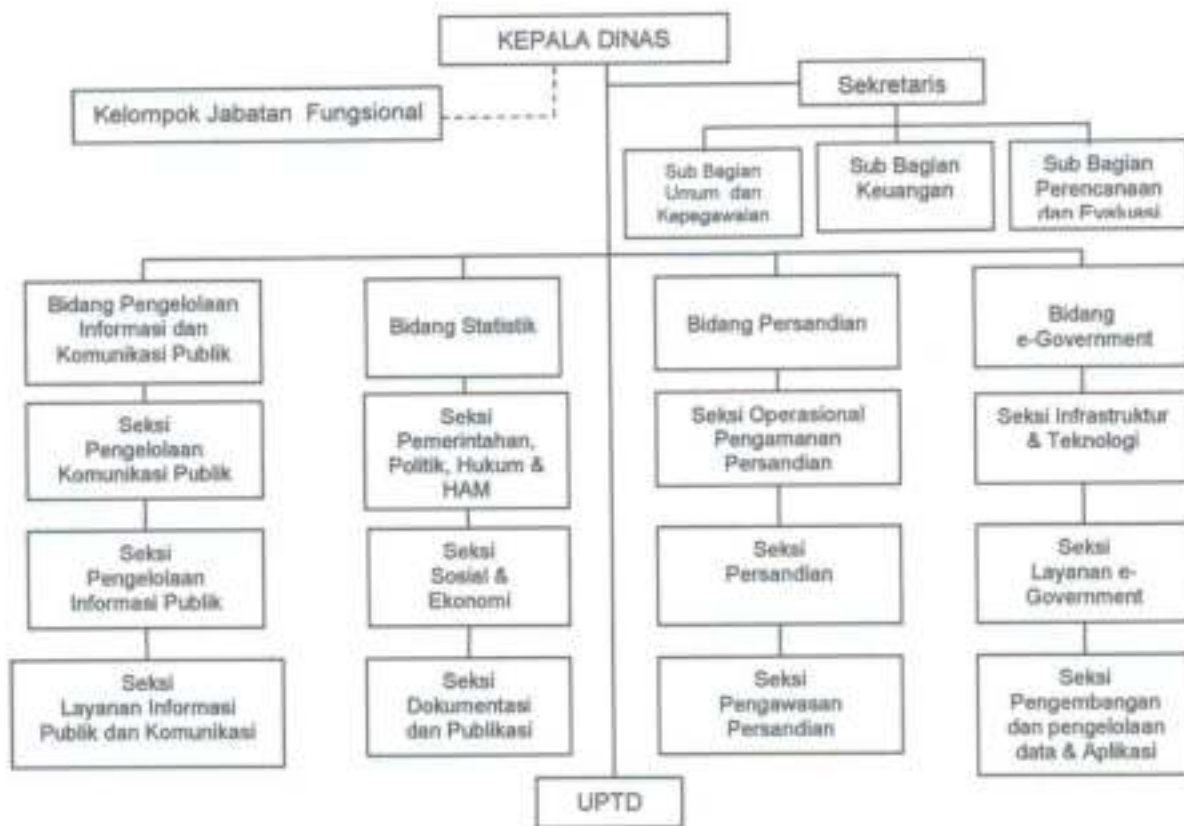 KEPALA DINAS
Sekretaris
Kelompok Jabatan Fungsional
Sub Bagian
Umum dan
Kepegawaian
Sub Bagian
Keuangan
Sub Bagian
Perencanaan
dan Evaluasi
Bidang Pengelolaan
Informasi dan
Komunikasi Publik
Bidang Statistik
Bidang Persandian
Bidang
e-Government
Seksi
Pengelolaan
Komunikasi Publik
Seksi
Pemerintahan,
Politik, Hukum &
HAM
Seksi Operasional
Pengamanan
Persandian
Seksi Infrastruktur
& Teknologi
Seksi
Pengelolaan
Informasi Publik
Seksi
Sosial &
Ekonomi
Seksi
Persandian
Seksi
Layanan e-
Government
Seksi
Layanan Informasi
Publik dan Komunikasi
Seksi
Dokumentasi
dan Publikasi
Seksi
Pengawasan
Persandian
Seksi
Pengembangan
dan pengelolaan
data & Aplikasi
UPTD